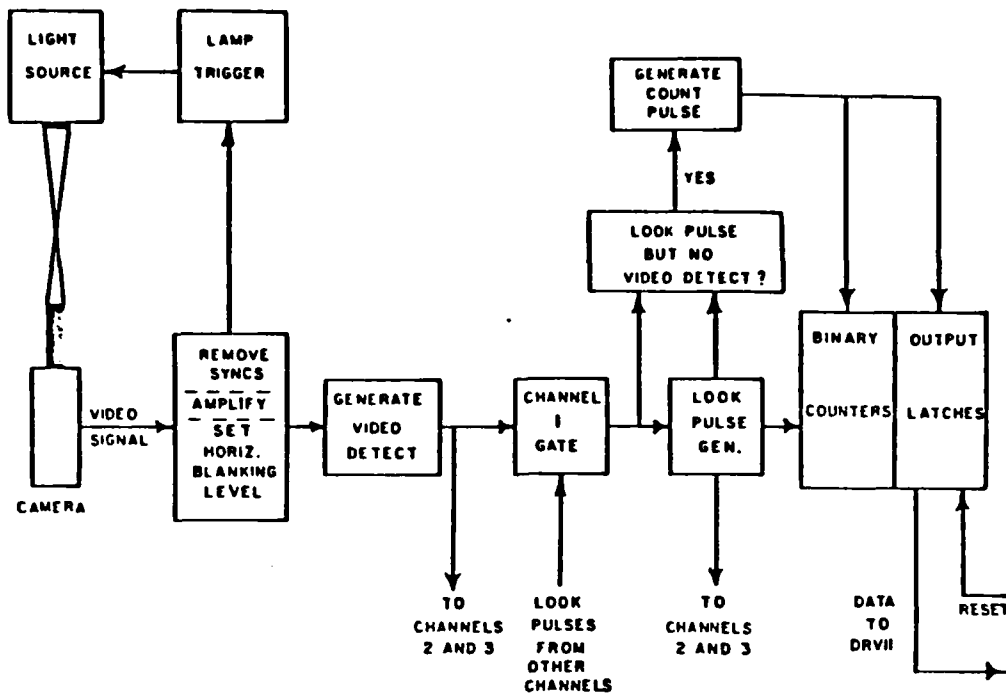 LIGHT
SOURCE
LAMP
TRIGGER
GENERATE
COUNT
PULSE
YES
LOOK PULSE
BUT NO
VIDEO DETECT?
CAMERA
VIDEO
SIGNAL
REMOVE
SYNCS
AMPLIFY
SET
HORIZ.
BLANKING
LEVEL
GENERATE
VIDEO
DETECT
CHANNEL
I
GATE
LOOK
PULSE
GEN.
BINARY
COUNTERS
OUTPUT
LATCHES
TO
CHANNELS
2 AND 3
LOOK
PULSES
FROM
OTHER
CHANNELS
TO
CHANNELS
2 AND 3
DATA
TO
DRVII
RESET